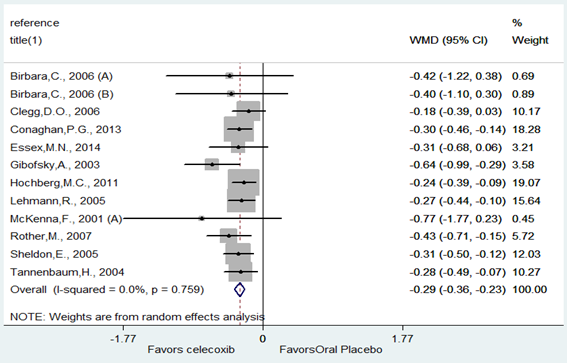 reference %
title(1) WMD (95% CI) Weight
Birbara,C., 2006 (A) -0.42 (-1.22, 0.38) 0.69
Birbara,C., 2006 (B) -0.40 (-1.10, 0.30) 0.89
Clegg,D.O., 2006 -0.18 (-0.39, 0.03) 10.17
Conaghan,P.G., 2013 -0.30 (-0.46, -0.14) 18.28
Essex,M.N., 2014 -0.31 (-0.68, 0.06) 3.21
Gibofsky,A., 2003 -0.64 (-0.99, -0.29) 3.58
Hochberg,M.C., 2011 -0.24 (-0.39, -0.09) 19.07
Lehmann,R., 2005 -0.27 (-0.44, -0.10) 15.64
McKenna,F., 2001 (A) -0.77 (-1.77, 0.23) 0.45
Rother,M., 2007 -0.43 (-0.71, -0.15) 5.72
Sheldon,E., 2005 -0.31 (-0.50, -0.12) 12.03
Tannenbaum,H., 2004 -0.28 (-0.49, -0.07) 10.27
Overall (I-squared = 0.0%, p = 0.759) -0.29 (-0.36, -0.23) 100.00
NOTE: Weights are from random effects analysis
-1.77 0 1.77
Favors celecoxib FavorsOral Placebo